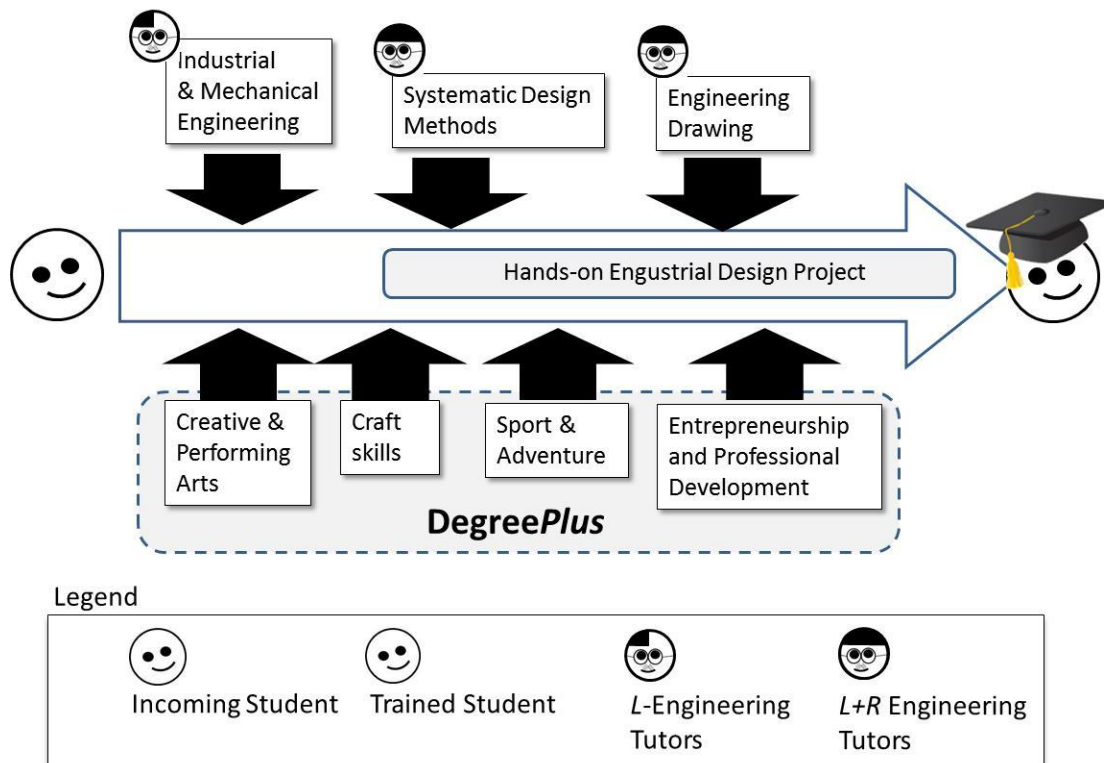 Industrial
& Mechanical
Engineering
Systematic Design
Methods
Engineering
Drawing
Hands-on Engustrial Design Project
Creative &
Performing
Arts
Craft
skills
Sport &
Adventure
Entrepreneurship
and Professional
Development
DegreePlus
Legend
Incoming Student
Trained Student
L-Engineering
Tutors
L+R Engineering
Tutors